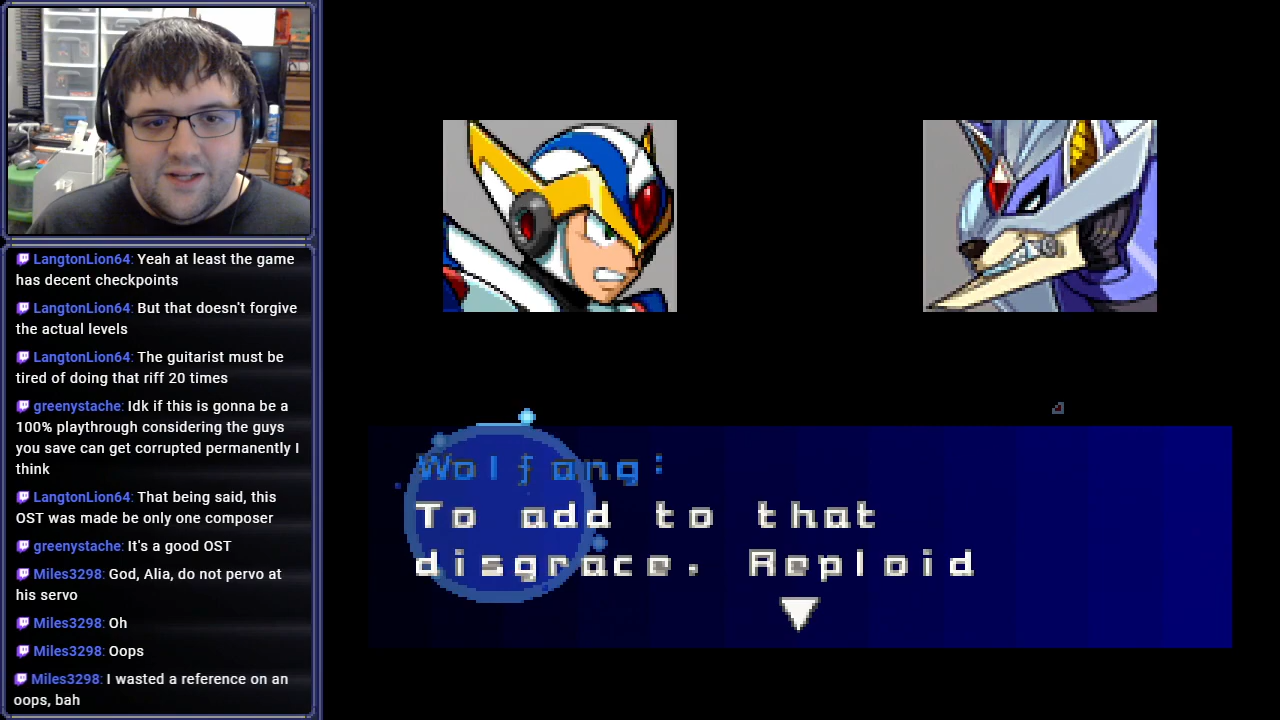 LangtonLion64: Yeah at least the game
has decent checkpoints
LangtonLion64: But that doesn't forgive
the actual levels
LangtonLion64: The guitarist must be
tired of doing that riff 20 times
greenystache: Idk if this is gonna be a
100% playthrough considering the guys
you save can get corrupted permanently I
think
LangtonLion64: That being said, this
OST was made be only one composer
greenystache: It's a good OST
Miles3298: God, Alia, do not pervo at
his servo
Miles3298: Oh
Miles3298: Oops
Miles3298: I wasted a reference on an
oops, bah
Wolfang:
To add to that
disgrace. Reploid